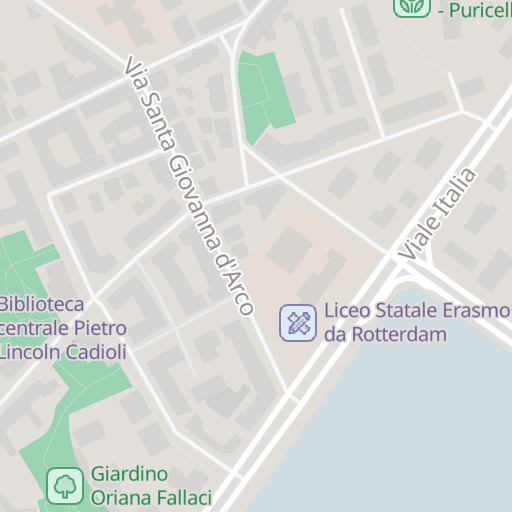 - Puricell
Via Santa Giovanna d'Arco
Viale Italia
Biblioteca
centrale Pietro
Lincoln Cadioli
Liceo Statale Erasmo
da Rotterdam
Giardino
Oriana Fallaci